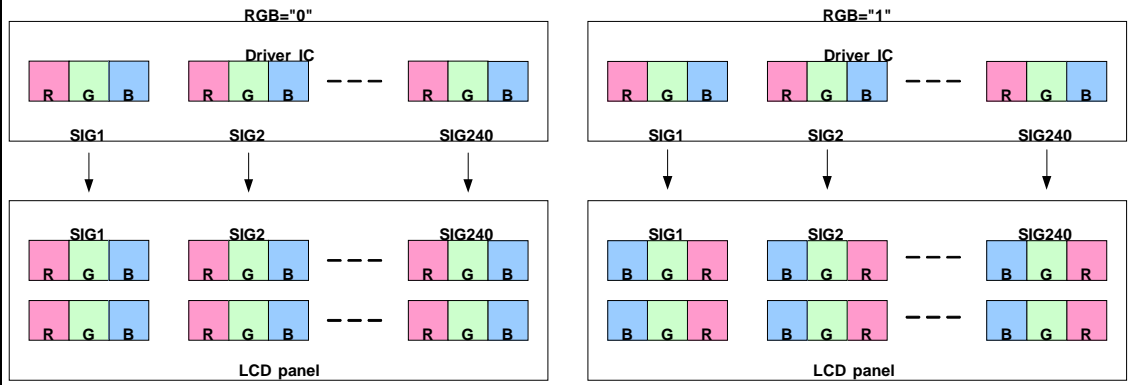 RGB="0"
Driver IC
R G B R G B R G B
SIG1 SIG2 SIG240
SIG1 SIG2 SIG240
R G B R G B R G B
R G B R G B R G B
LCD panel
RGB="1"
Driver IC
R G B R G B R G B
SIG1 SIG2 SIG240
SIG1 SIG2 SIG240
B G R B G R B G R
B G R B G R B G R
LCD panel